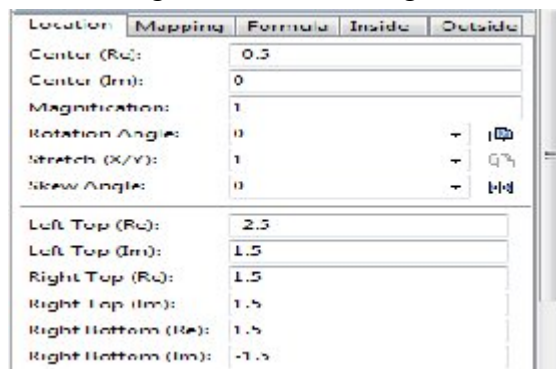 Location Mapping Formula Inside Outside
Center (Re): -0.5
Center (Im): 0
Magnification: 1
Rotation Angle: 0
Stretch (X/Y): 1
Skew Angle: 0
Left Top (Re): -2.5
Left Top (Im): 1.5
Right Top (Re): 1.5
Right Top (Im): 1.5
Right Bottom (Re): 1.5
Right Bottom (Im): -1.5